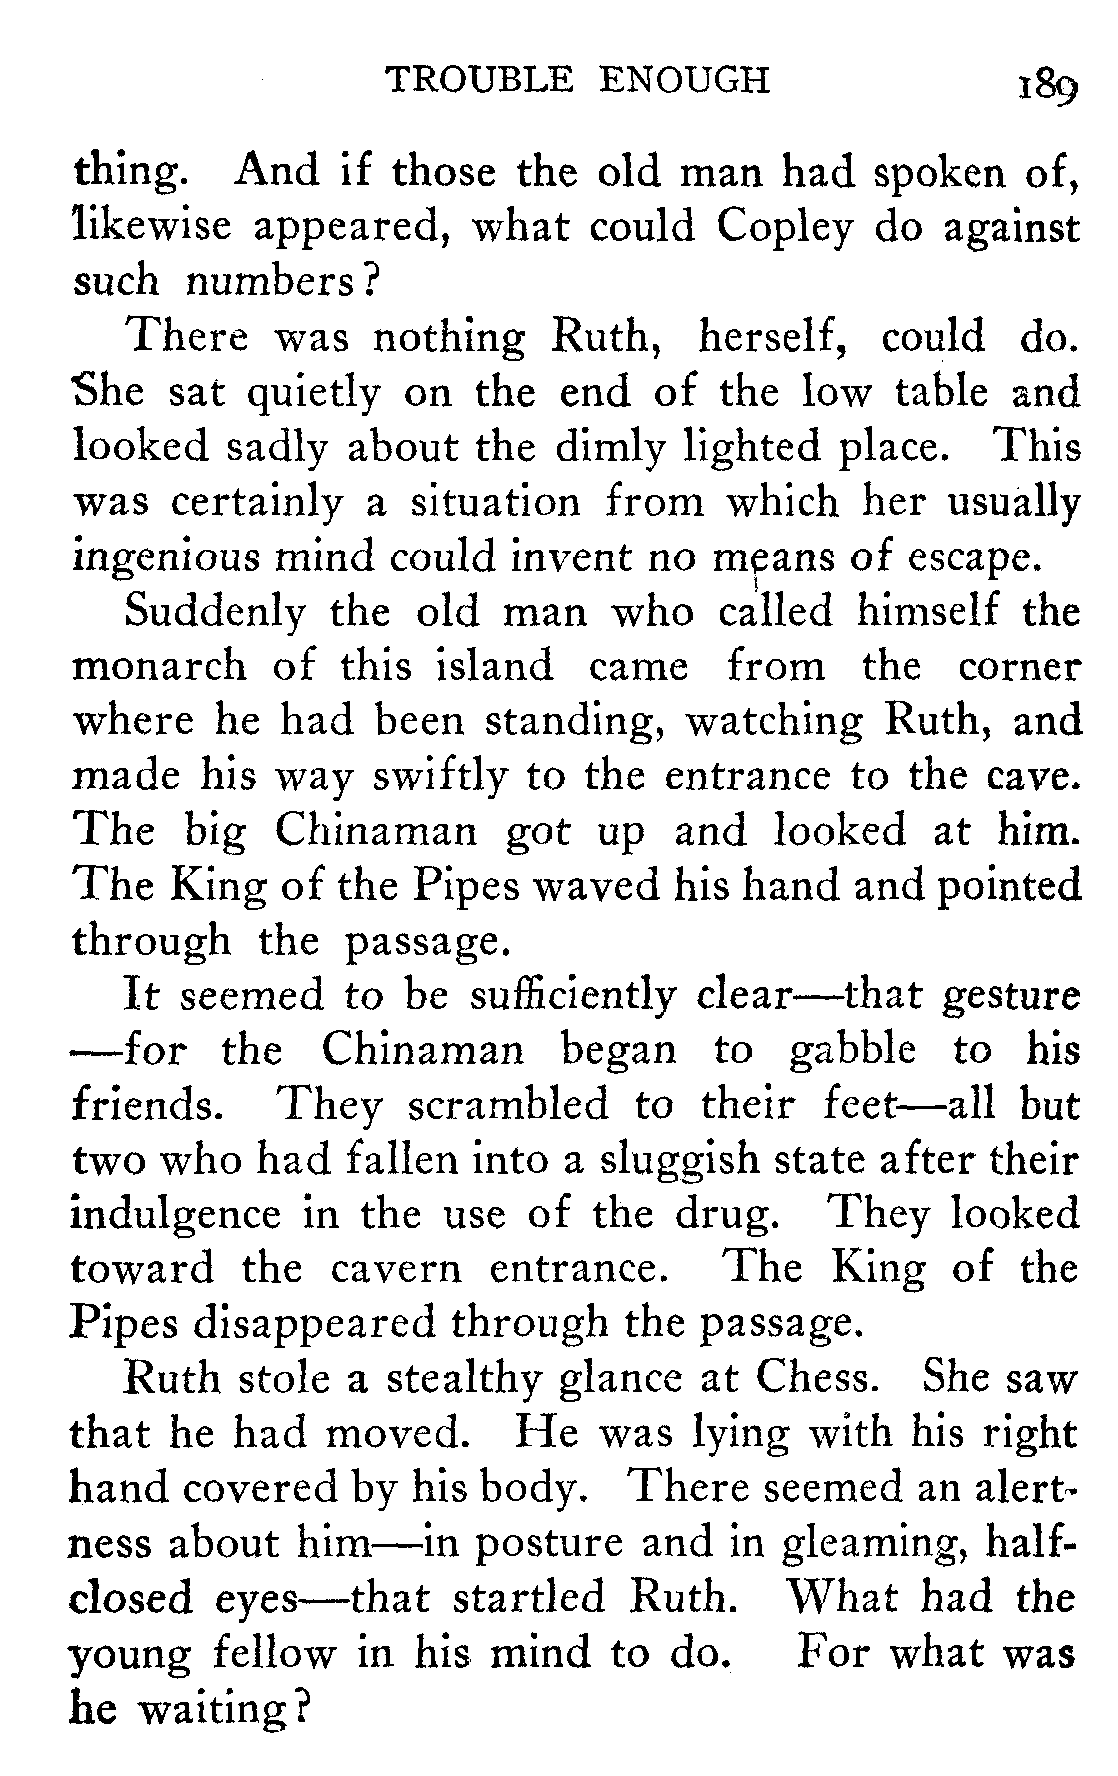 TROUBLE ENOUGH 189
thing. And if those the old man had spoken of,
likewise appeared, what could Copley do against
such numbers?
There was nothing Ruth, herself, could do.
She sat quietly on the end of the low table and
looked sadly about the dimly lighted place. This
was certainly a situation from which her usually
ingenious mind could invent no means of escape.
Suddenly the old man who called himself the
monarch of this island came from the corner
where he had been standing, watching Ruth, and
made his way swiftly to the entrance to the cave.
The big Chinaman got up and looked at him.
The King of the Pipes waved his hand and pointed
through the passage.
It seemed to be sufficiently clear—that gesture
—for the Chinaman began to gabble to his
friends. They scrambled to their feet—all but
two who had fallen into a sluggish state after their
indulgence in the use of the drug. They looked
toward the cavern entrance. The King of the
Pipes disappeared through the passage.
Ruth stole a stealthy glance at Chess. She saw
that he had moved. He was lying with his right
hand covered by his body. There seemed an alert-
ness about him—in posture and in gleaming, half-
closed eyes—that startled Ruth. What had the
young fellow in his mind to do. For what was
he waiting?